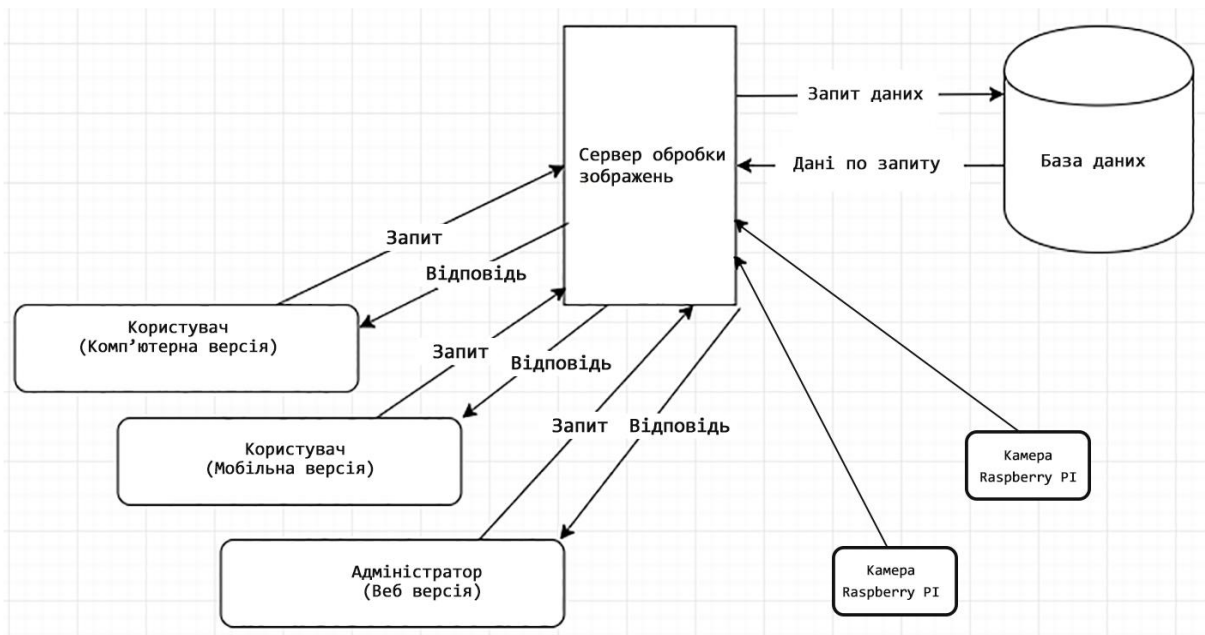 Запит даних
Сервер обробки
зображень
Дані по запиту
База даних
Запит
Відповідь
Користувач
(Комп’ютерна версія)
Запит
Відповідь
Користувач
(Мобільна версія)
Запит
Відповідь
Камера
Raspberry PI
Адміністратор
(Веб версія)
Камера
Raspberry PI